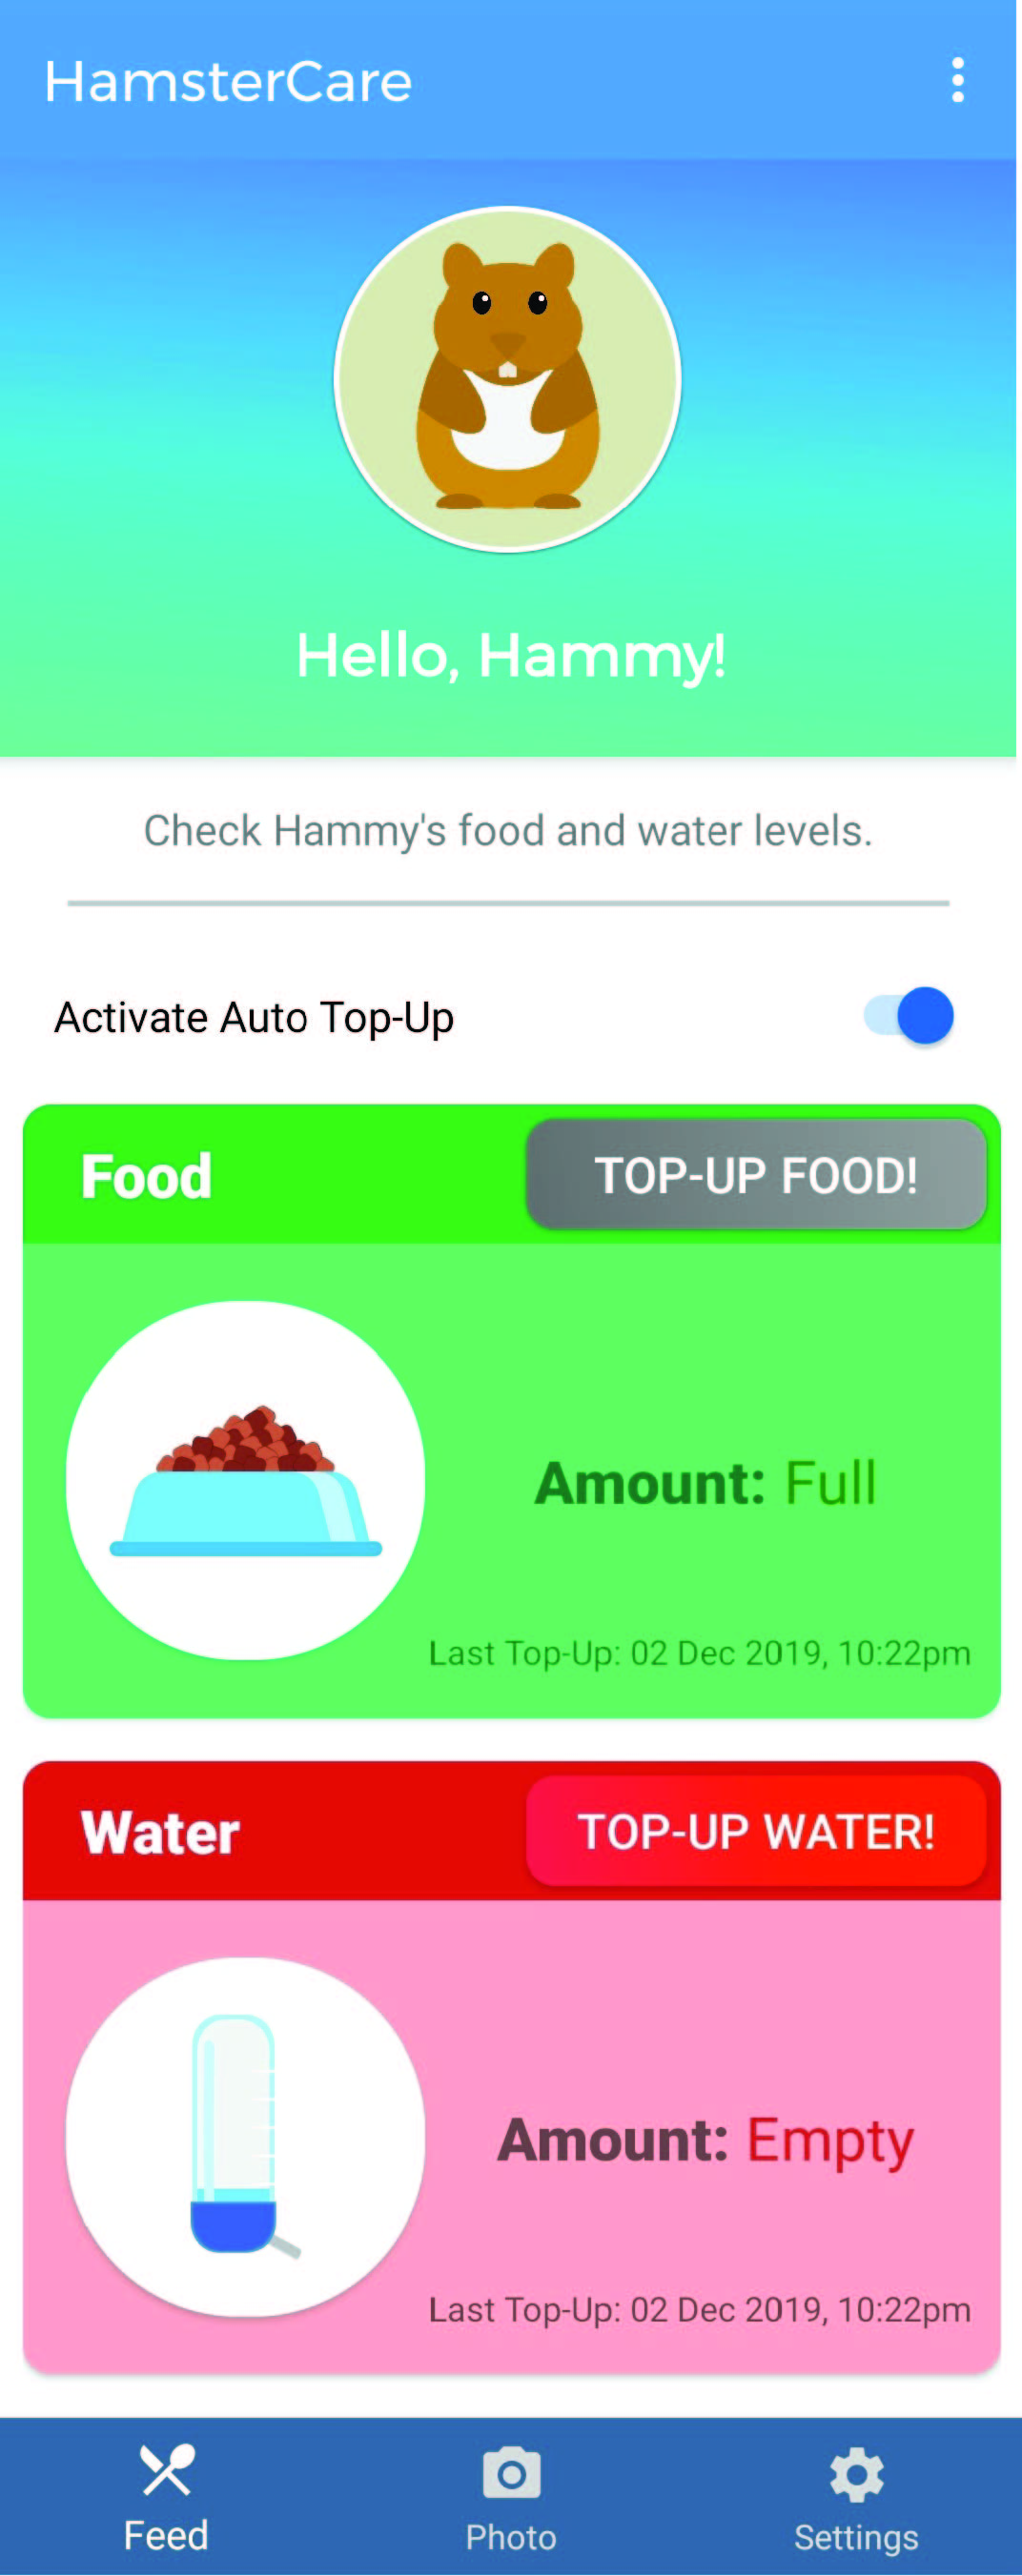 HamsterCare
Hello, Hammy!
Check Hammy's food and water levels.
Activate Auto Top-Up
Food
TOP-UP FOOD!
Amount: Full
Last Top-Up: 02 Dec 2019, 10:22pm
Water
TOP-UP WATER!
Amount: Empty
Last Top-Up: 02 Dec 2019, 10:22pm
Feed
Photo
Settings